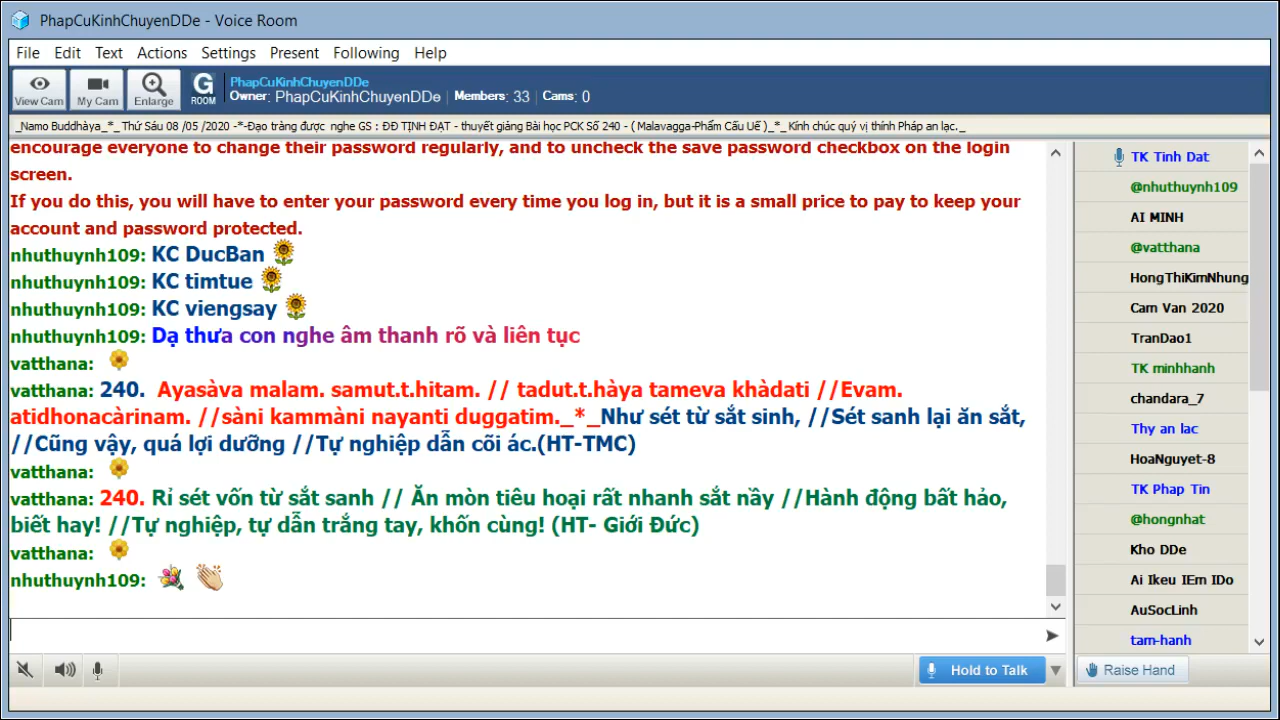 PhapCuKinhChuyenDDe - Voice Room
File Edit Text Actions Settings Present Following Help
View Cam My Cam Enlarge G ROOM
PhapCuKinhChuyenDDe
Owner: PhapCuKinhChuyenDDe Members: 33 Cams: 0
_Namo Buddhàya_*_ Thứ Sáu 08 /05 /2020 -*-Đạo tràng được nghe GS : ĐĐ TỊNH ĐẠT - thuyết giảng Bài học PCK Số 240 - ( Malavagga-Phẩm Cấu Uế )_*_ Kính chúc quý vị thính Pháp an lạc._
encourage everyone to change their password regularly, and to uncheck the save password checkbox on the login
screen.
If you do this, you will have to enter your password every time you log in, but it is a small price to pay to keep your
account and password protected.
nhuthuynh109: KC DucBan
nhuthuynh109: KC timtue
nhuthuynh109: KC viengsay
nhuthuynh109: Dạ thưa con nghe âm thanh rõ và liên tục
vatthana:
vatthana: 240. Ayasàva malam. samut.t.hitam. // tadut.t.hàya tameva khàdati //Evam.
atidhonacàrinam. //sàni kammàni nayanti duggatim._*_Như sét từ sắt sinh, //Sét sanh lại ăn sắt,
//Cũng vậy, quá lợi dưỡng //Tự nghiệp dẫn cõi ác.(HT-TMC)
vatthana:
vatthana: 240. Rỉ sét vốn từ sắt sanh // Ăn mòn tiêu hoại rất nhanh sắt nầy //Hành động bất hảo,
biết hay! //Tự nghiệp, tự dẫn trắng tay, khốn cùng! (HT- Giới Đức)
vatthana:
nhuthuynh109:
TK Tinh Dat
@nhuthuynh109
AI MINH
@vatthana
HongThiKimNhung
Cam Van 2020
TranDao1
TK minhhanh
chandara_7
Thy an lac
HoaNguyet-8
TK Phap Tin
@hongnhat
Kho DDe
Ai Ikeu IEm IDo
AuSocLinh
tam-hanh
Hold to Talk
Raise Hand